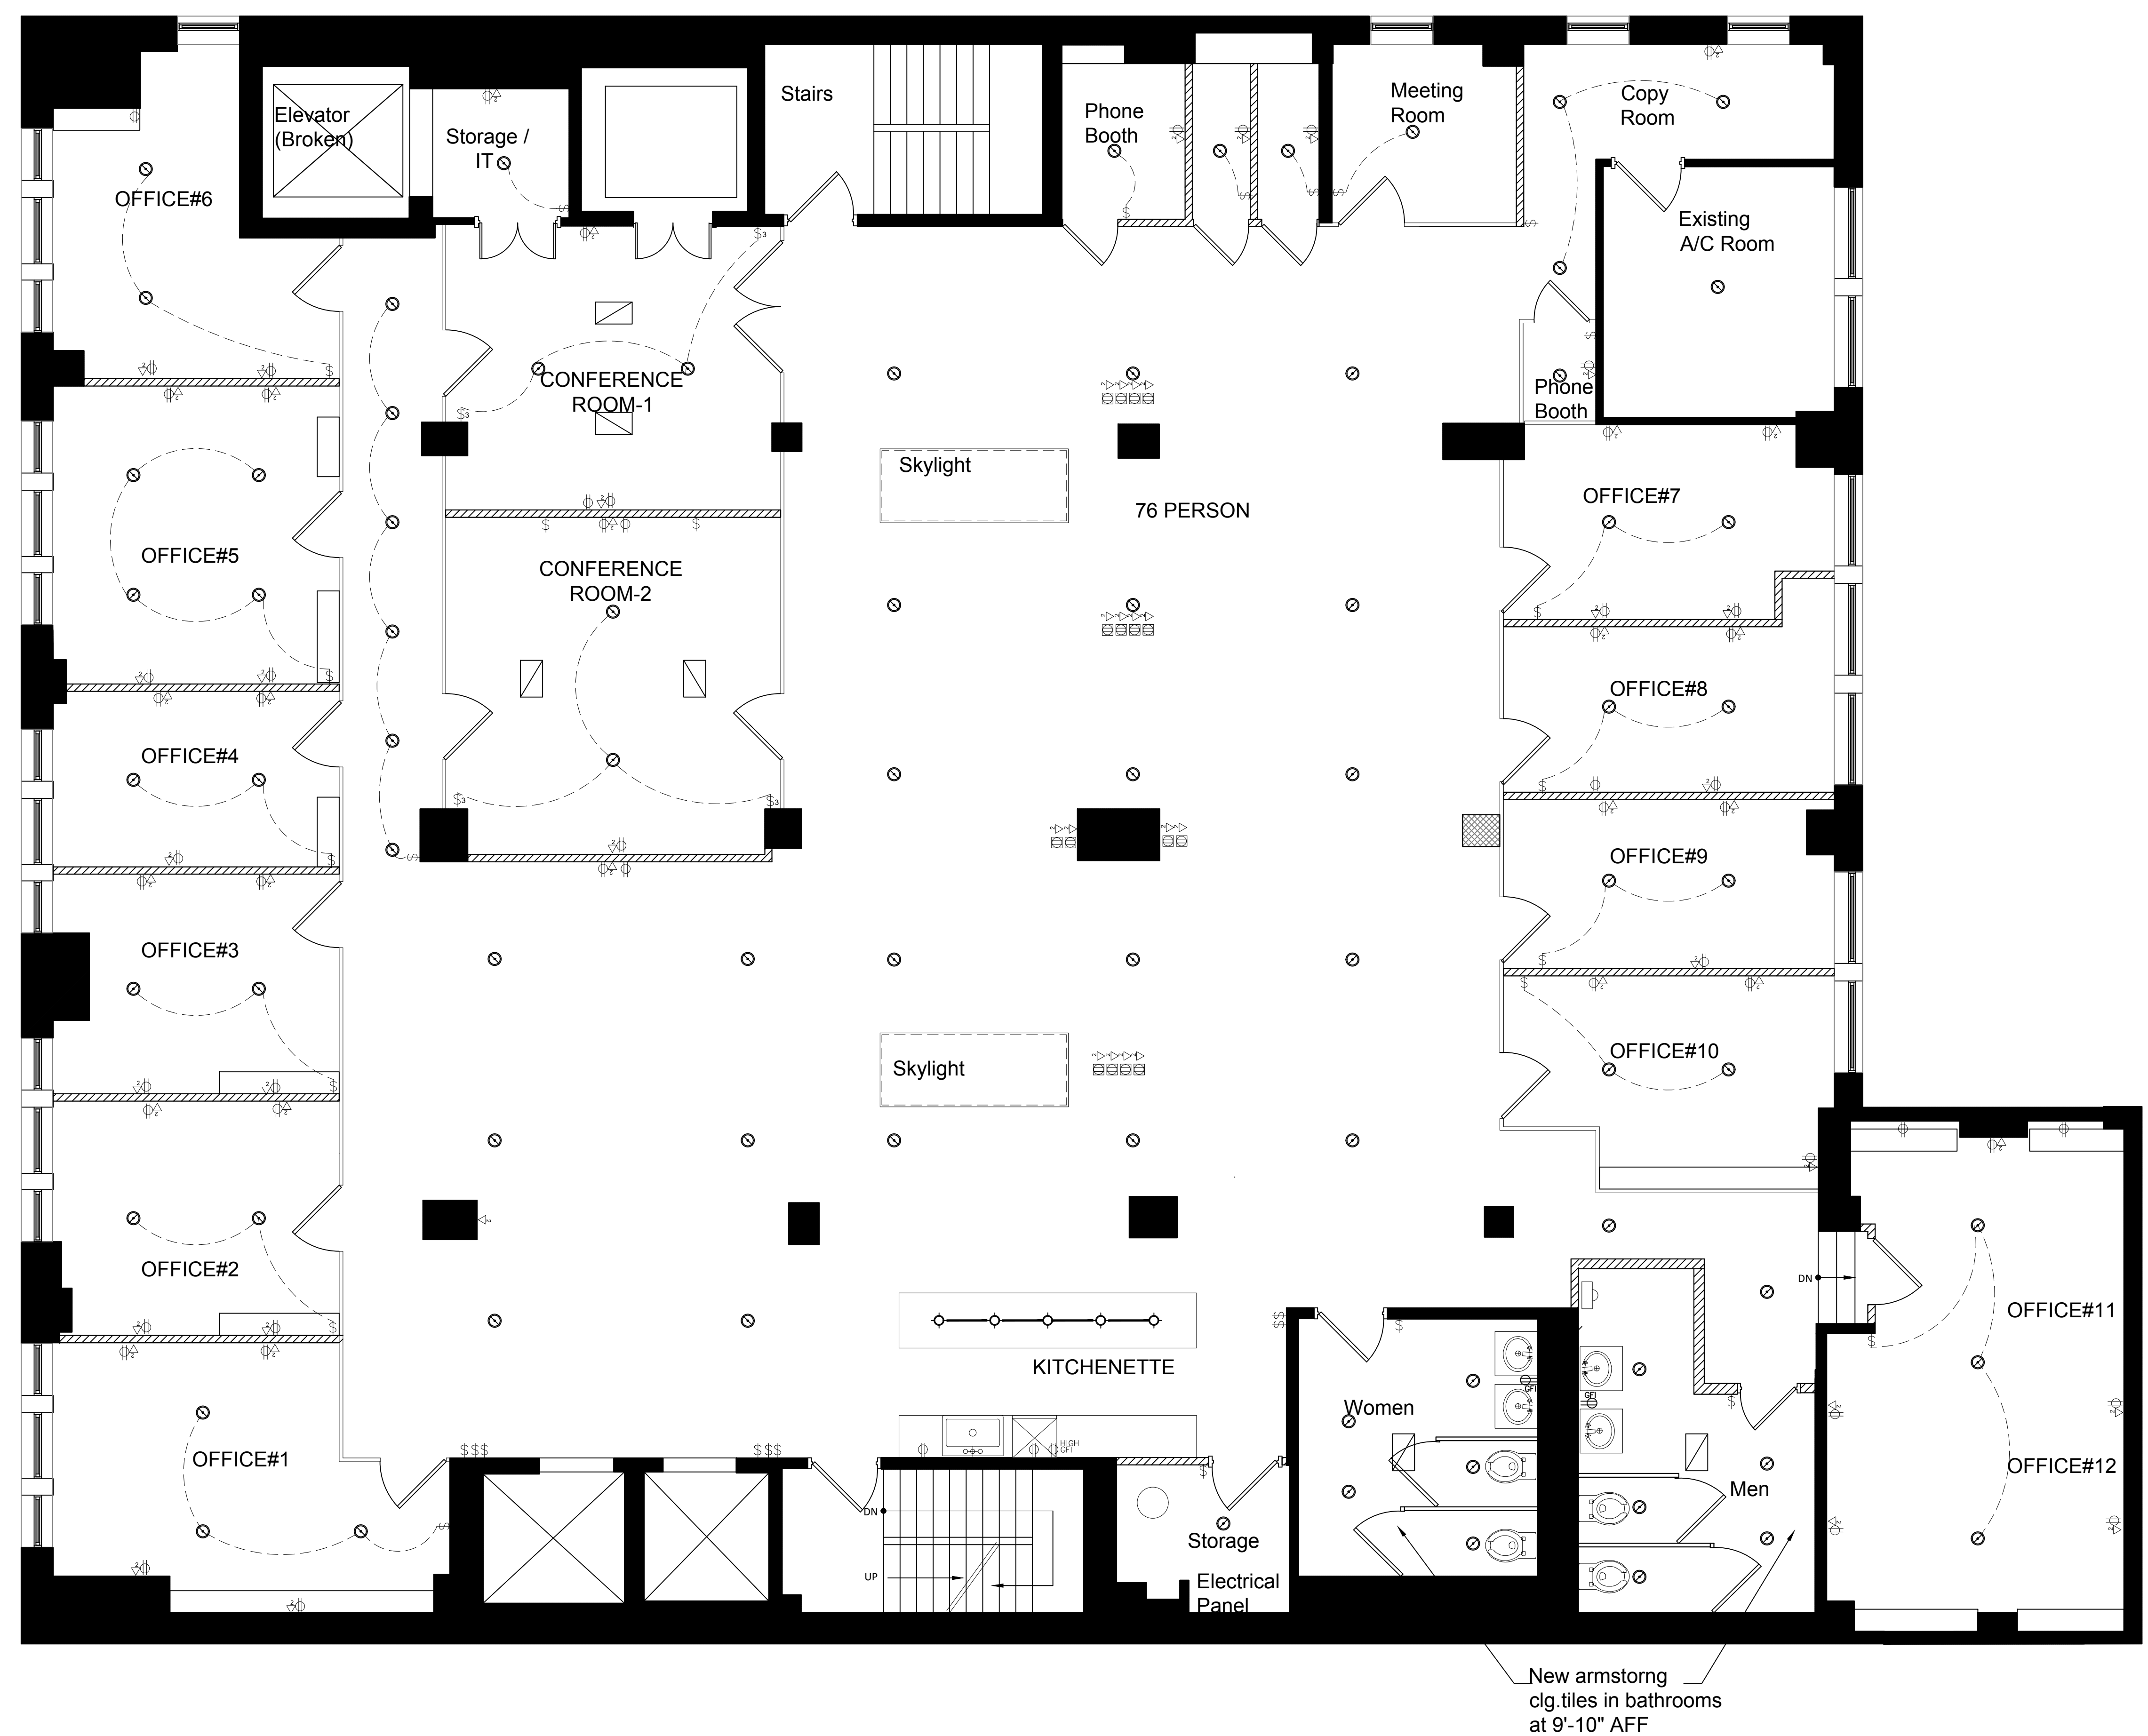 Elevator
(Broken)
Storage /
IT
Stairs
Phone
Booth
Meeting
Room
Copy
Room
OFFICE#6
Existing
A/C Room
CONFERENCE
ROOM-1
Phone
Booth
Skylight
76 PERSON
OFFICE#7
OFFICE#5
CONFERENCE
ROOM-2
OFFICE#8
OFFICE#4
OFFICE#9
OFFICE#3
Skylight
OFFICE#10
OFFICE#2
DN
OFFICE#11
KITCHENETTE
GFI
GFI
Women
HIGH
GFI
OFFICE#1
OFFICE#12
Men
DN
UP
Storage
Electrical
Panel
New armstorng
clg.tiles in bathrooms
at 9'-10" AFF